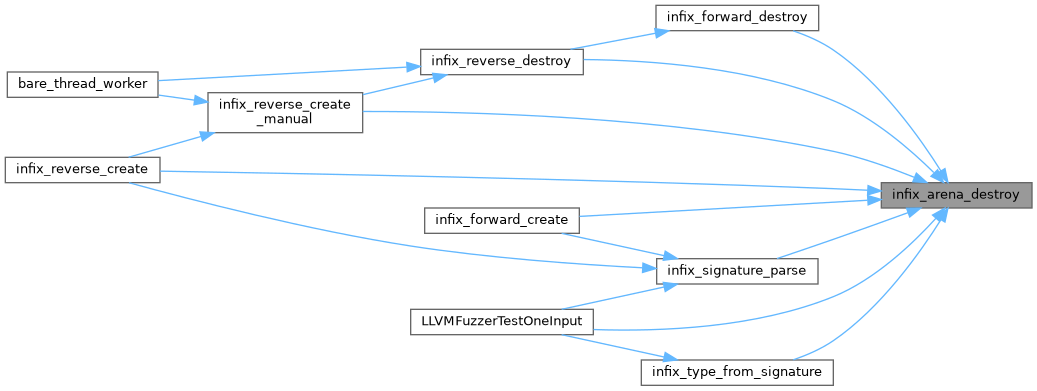 infix_forward_destroy
infix_reverse_destroy
bare_thread_worker
infix_reverse_create
_manual
infix_reverse_create
infix_arena_destroy
infix_forward_create
infix_signature_parse
LLVMFuzzerTestOneInput
infix_type_from_signature